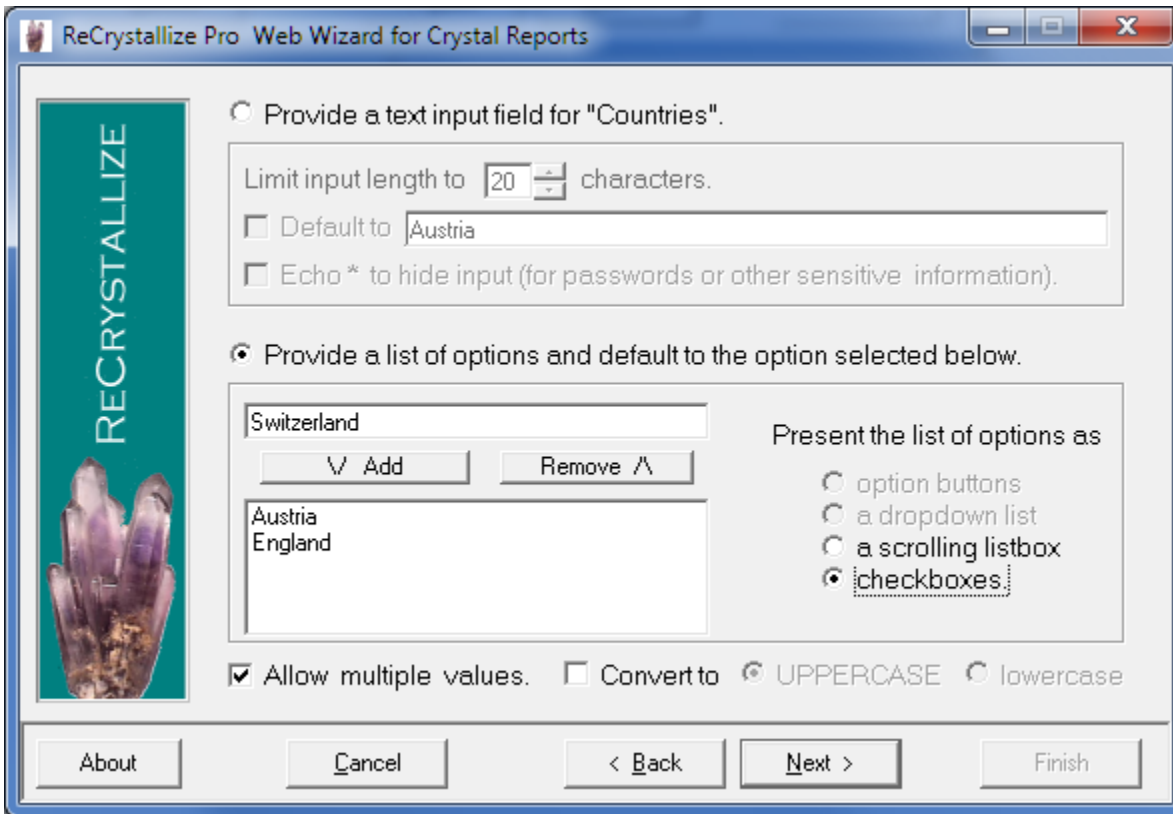 ReCrystallize Pro  Web Wizard for Crystal Reports
RECRYSTALLIZE
Provide a text input field for "Countries".
Limit input length to 20 characters.
Default to Austria
Echo * to hide input (for passwords or other sensitive information).
Provide a list of options and default to the option selected below.
Switzerland
\/ Add Remove /\
Austria
England
Present the list of options as
option buttons
a dropdown list
a scrolling listbox
checkboxes.
Allow multiple values. Convert to UPPERCASE lowercase
About Cancel < Back Next > Finish